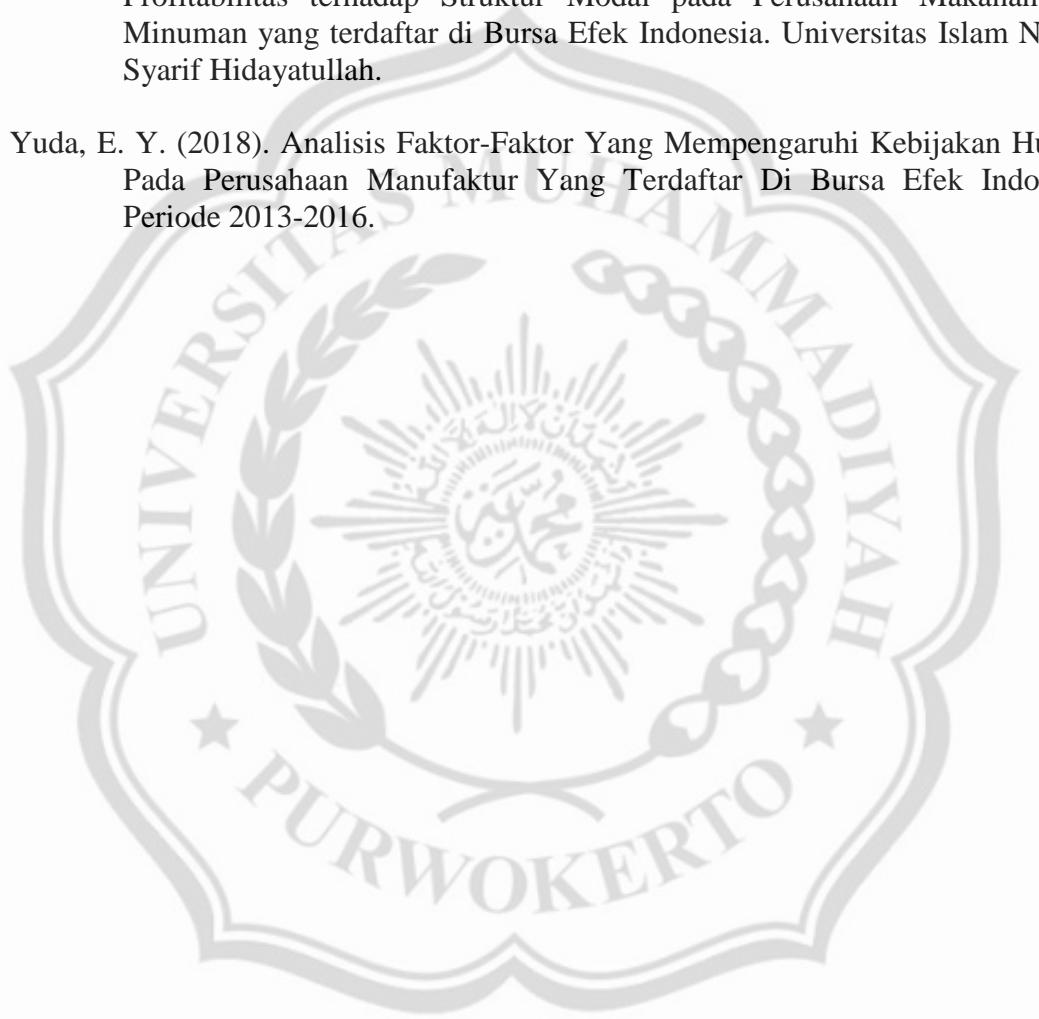 Profitabilitas terhadap Struktur Modal pada Perusahaan Makanan
Minuman yang terdaftar di Bursa Efek Indonesia. Universitas Islam N
Syarif Hidayatullah.
Yuda, E. Y. (2018). Analisis Faktor-Faktor Yang Mempengaruhi Kebijakan Hu
Pada Perusahaan Manufaktur Yang Terdaftar Di Bursa Efek Indo
Periode 2013-2016.
UNIVERSITAS MUHAMMADIYAH
محمد
PURWOKERTO